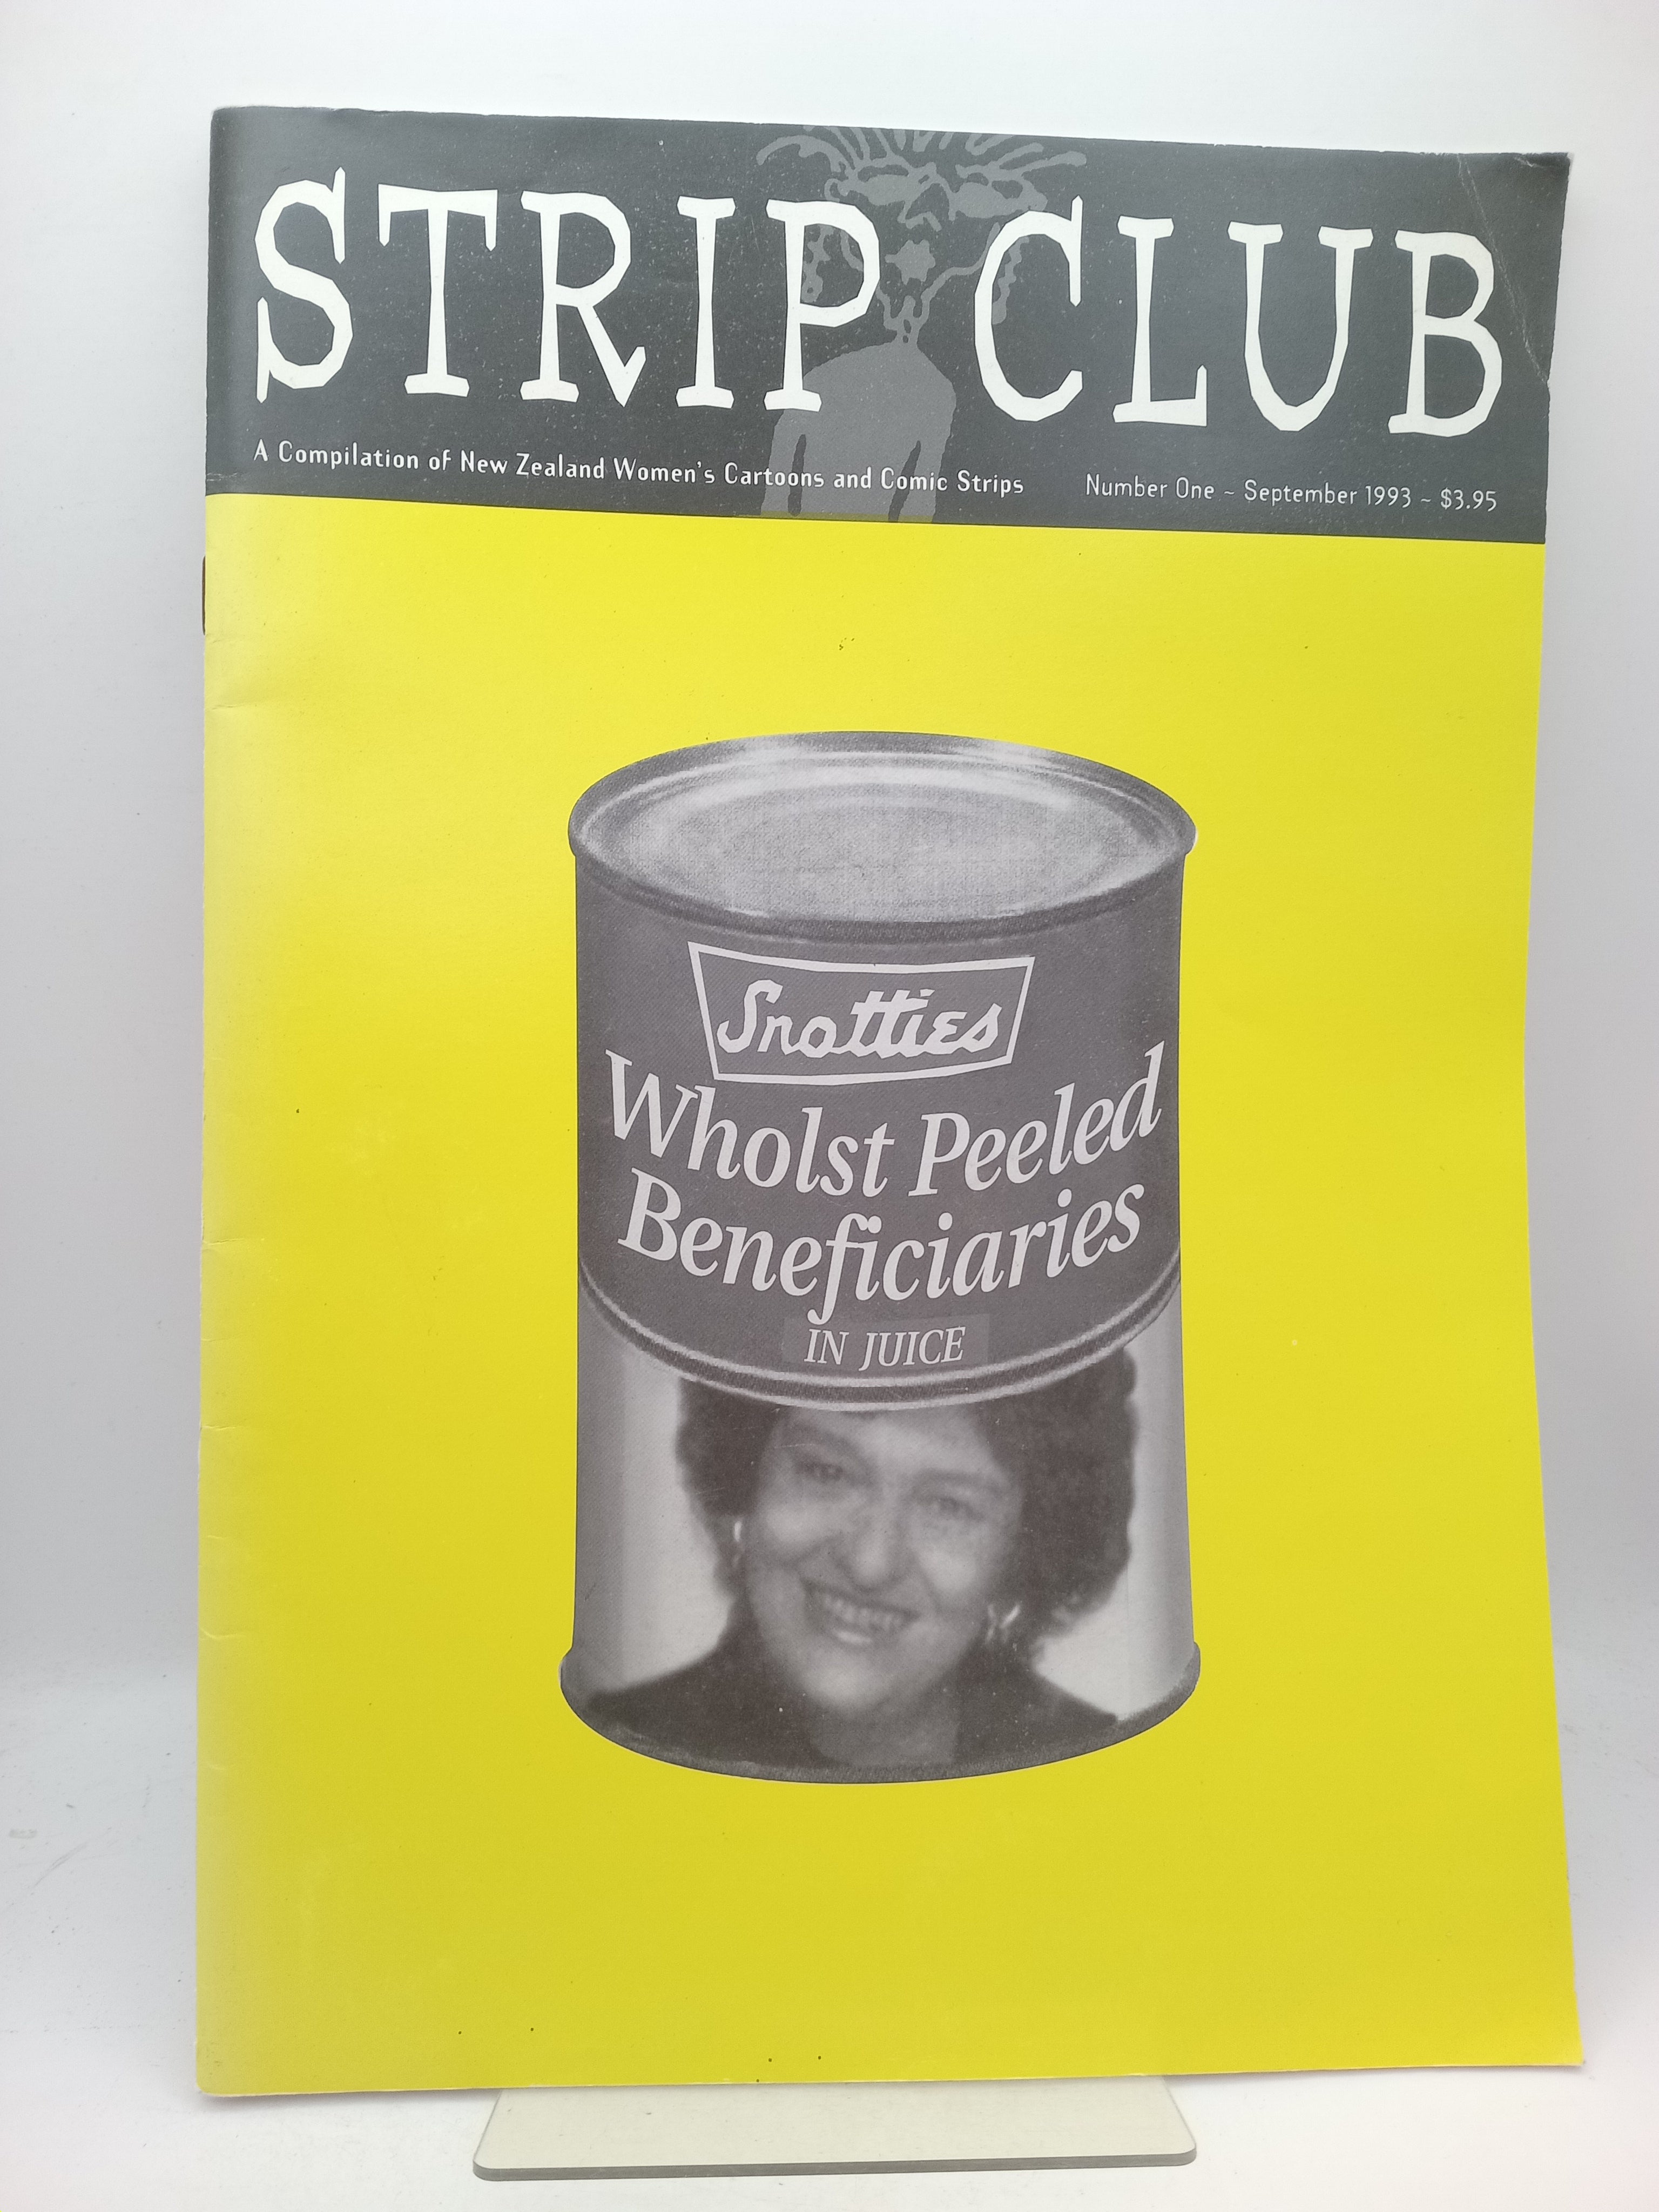 STRIP CLUB
A Compilation of New Zealand Women's Cartoons and Comic Strips
Number One ~ September 1993 ~ $3.95
Snotties
Wholst Peeled
Beneficiaries
IN JUICE